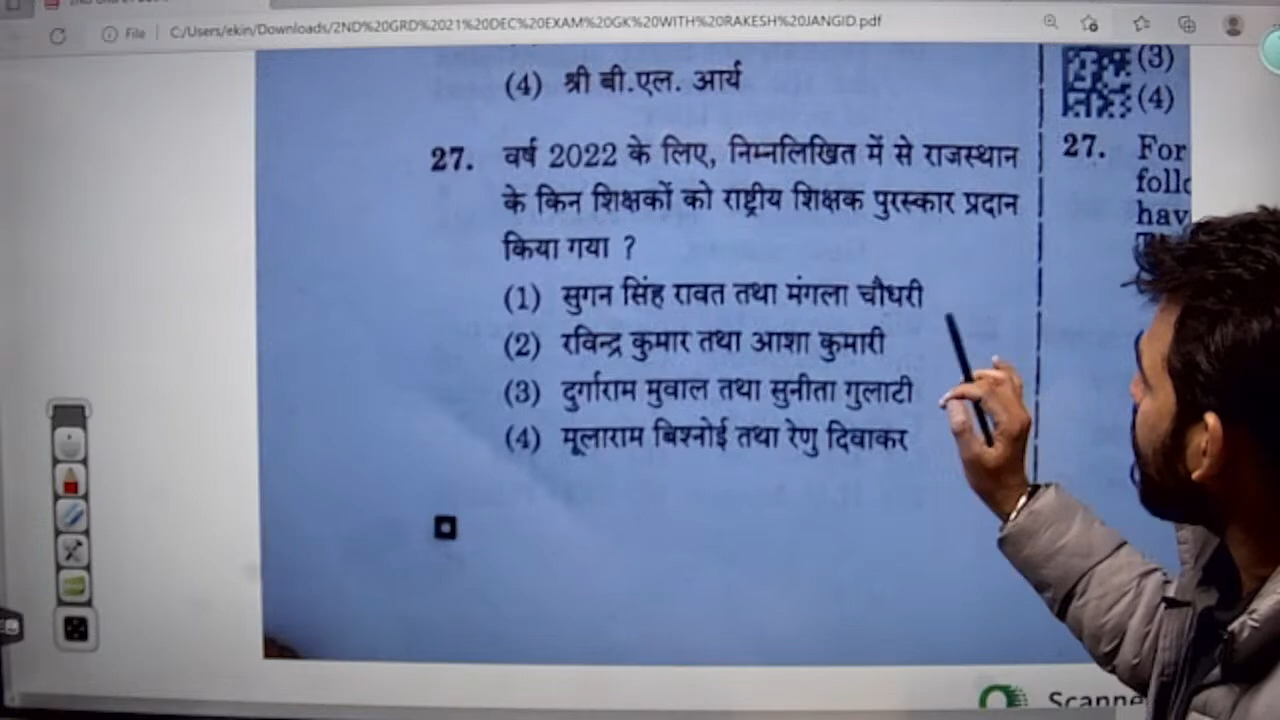 File
C:/Users/ekin/Downloads/2ND%20GRD%2021%20DEC%20EXAM%20GK%20WITH%20RAKESH%20JANGID.pdf
(4) श्री बी.एल. आर्य
27. वर्ष 2022 के लिए, निम्नलिखित में से राजस्थान
के किन शिक्षकों को राष्ट्रीय शिक्षक पुरस्कार प्रदान
किया गया ?
(1) सुगन सिंह रावत तथा मंगला चौधरी
(2) रविन्द्र कुमार तथा आशा कुमारी
(3) दुर्गाराम मुवाल तथा सुनीता गुलाटी
(4) मूलाराम बिश्नोई तथा रेणु दिवाकर
(3)
(4)
27. For
follo
hav
Scanne